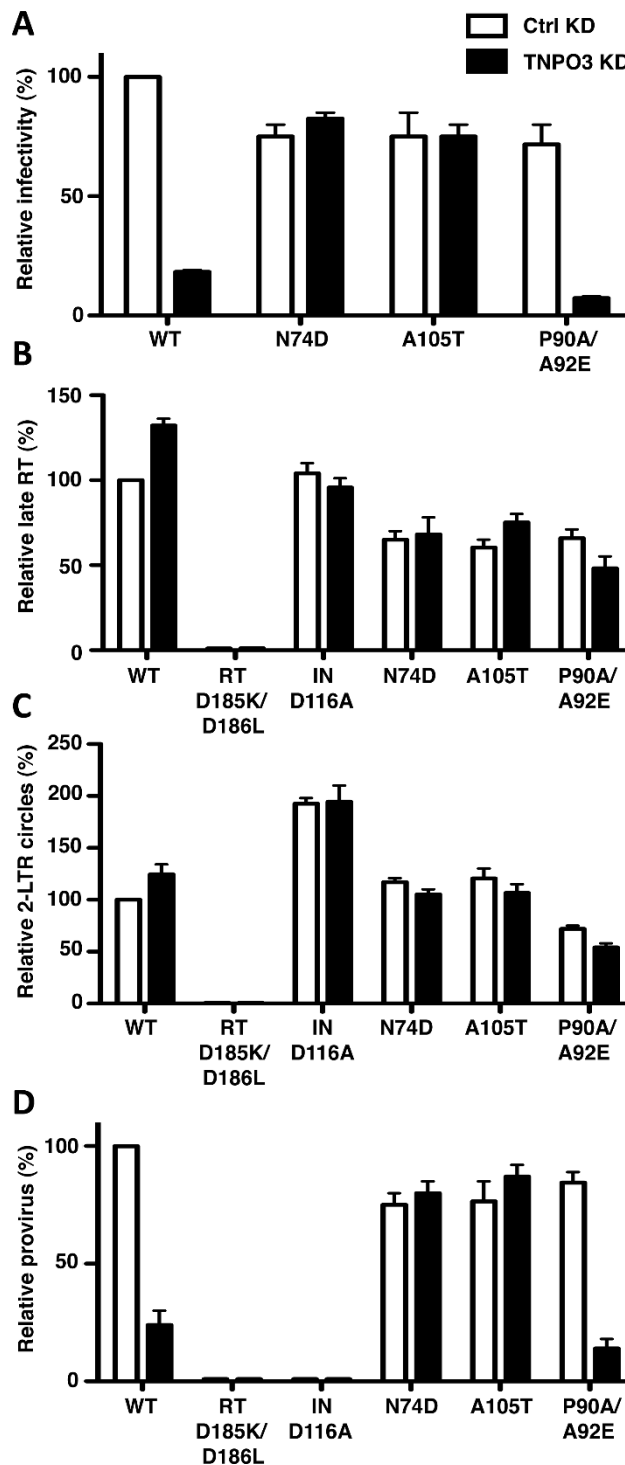 A
Ctrl KD
TNPO3 KD
Relative infectivity (%)
100
50
0
WT
N74D
A105T
P90A/
A92E
B
Relative late RT (%)
150
100
50
0
WT
RT
D185K/
D186L
IN
D116A
N74D
A105T
P90A/
A92E
C
Relative 2-LTR circles (%)
250
200
150
100
50
0
WT
RT
D185K/
D186L
IN
D116A
N74D
A105T
P90A/
A92E
D
Relative provirus (%)
100
50
0
WT
RT
D185K/
D186L
IN
D116A
N74D
A105T
P90A/
A92E